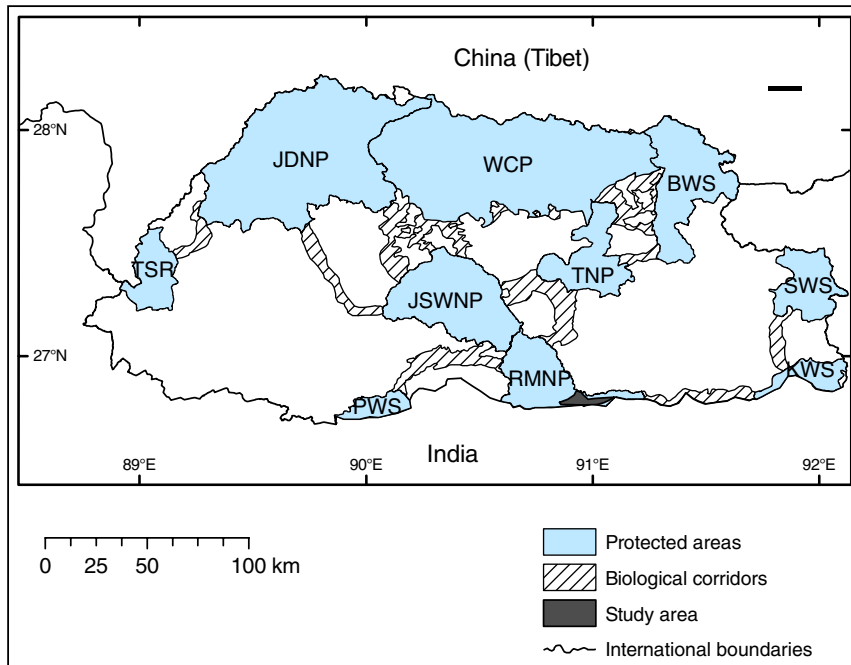 China (Tibet)
28°N
JDNP
WCP
BWS
TSR
TNP
SWS
JSWNP
27°N
RMNP
KWS
PWS
India
89°E
90°E
91°E
92°E
0 25 50 100 km
Protected areas
Biological corridors
Study area
International boundaries